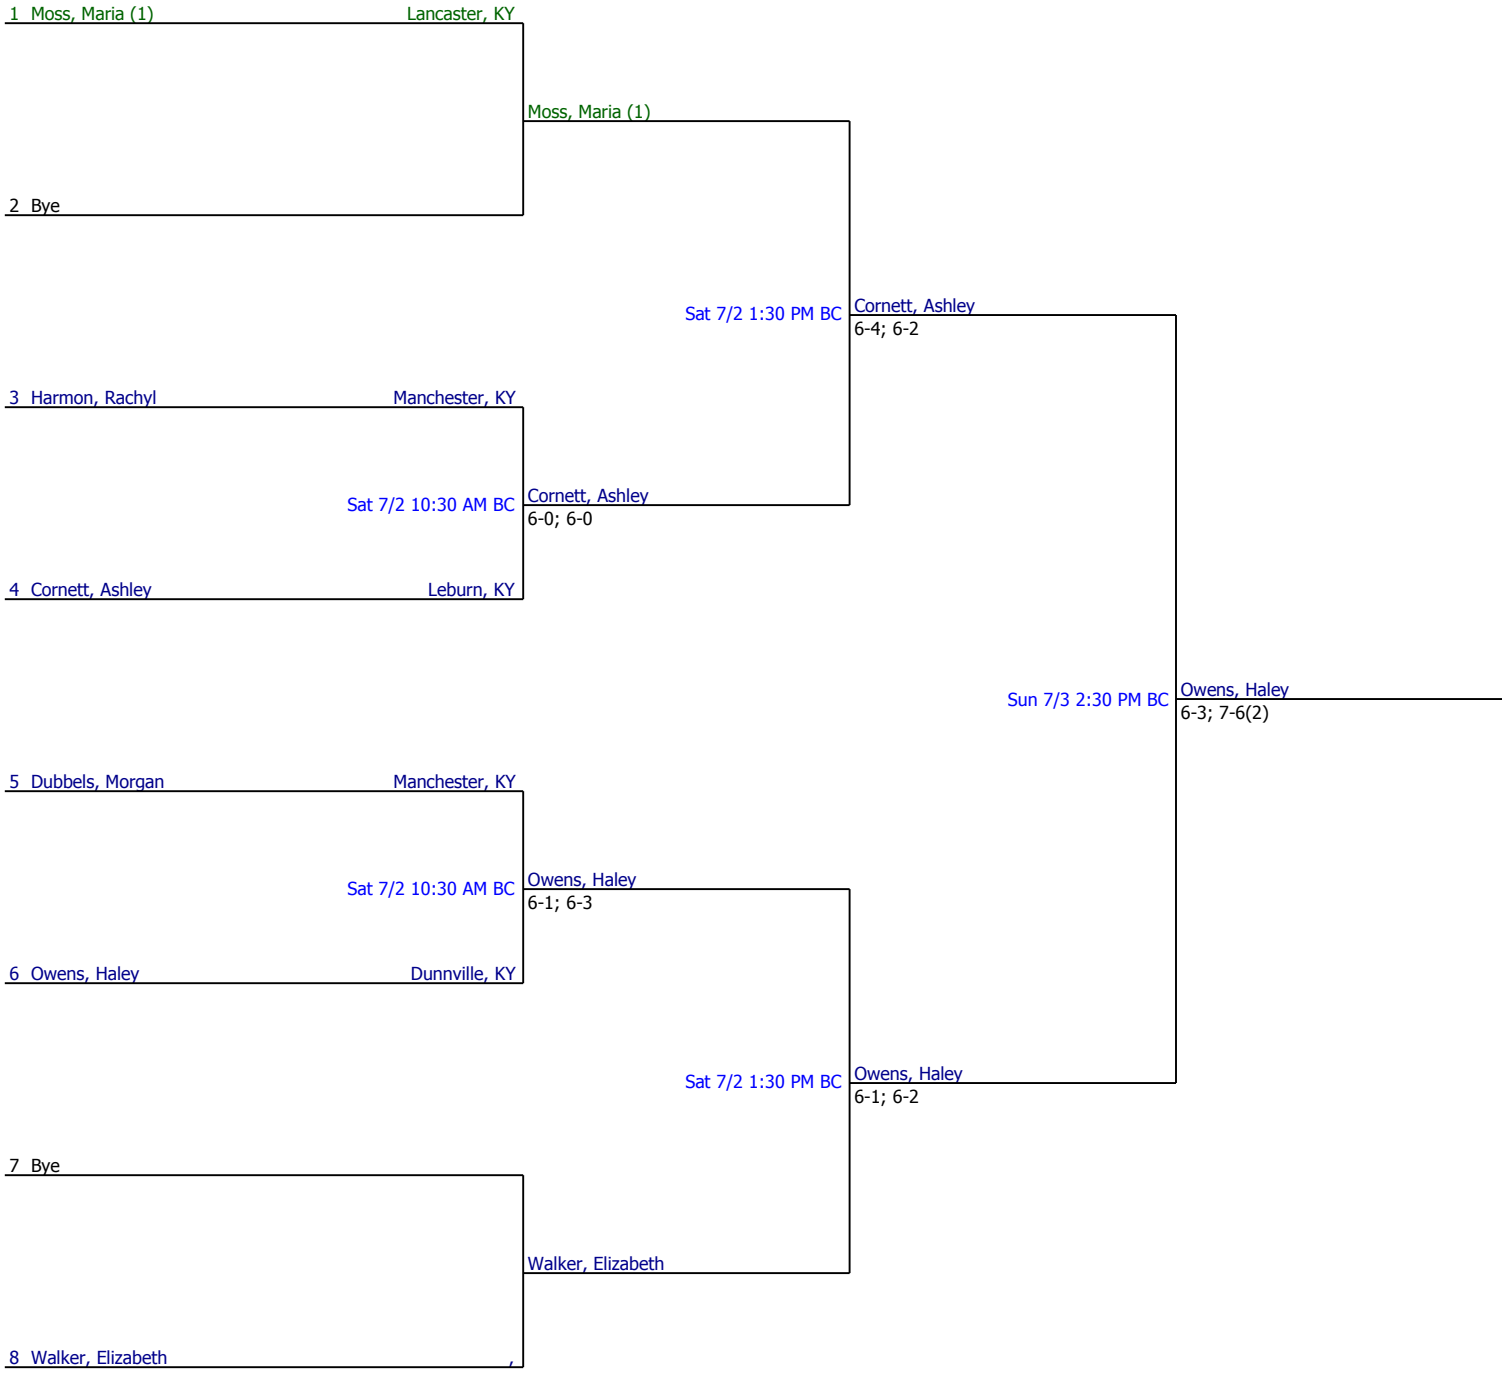 1 Moss, Maria (1) Lancaster, KY
Moss, Maria (1)
2 Bye
Sat 7/2 1:30 PM BC Cornett, Ashley
6-4; 6-2
3 Harmon, Rachyl Manchester, KY
Sat 7/2 10:30 AM BC Cornett, Ashley
6-0; 6-0
4 Cornett, Ashley Leburn, KY
Sun 7/3 2:30 PM BC Owens, Haley
6-3; 7-6(2)
5 Dubbels, Morgan Manchester, KY
Sat 7/2 10:30 AM BC Owens, Haley
6-1; 6-3
6 Owens, Haley Dunnville, KY
Sat 7/2 1:30 PM BC Owens, Haley
6-1; 6-2
7 Bye
Walker, Elizabeth
8 Walker, Elizabeth ,